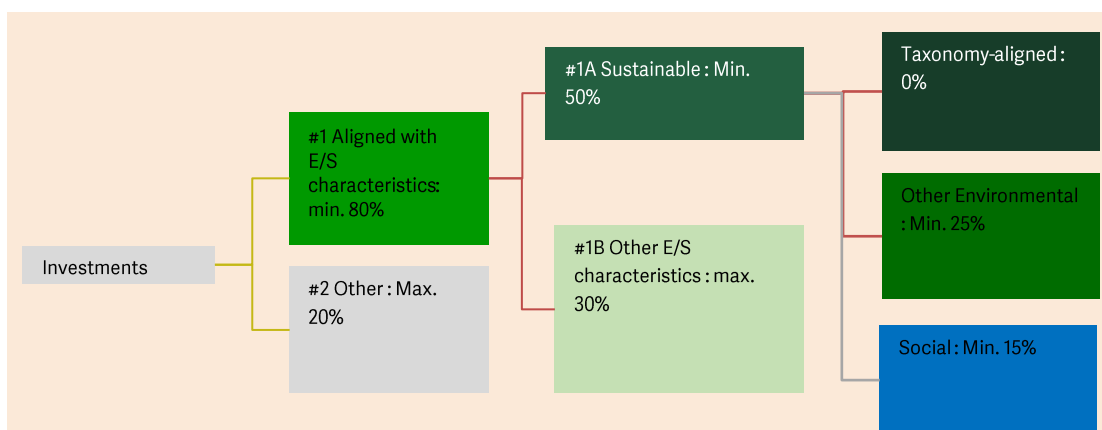 Investments
#1 Aligned with
E/S
characteristics:
min. 80%
#2 Other : Max.
20%
#1A Sustainable : Min.
50%
#1B Other E/S
characteristics : max.
30%
Taxonomy-aligned :
0%
Other Environmental
: Min. 25%
Social : Min. 15%